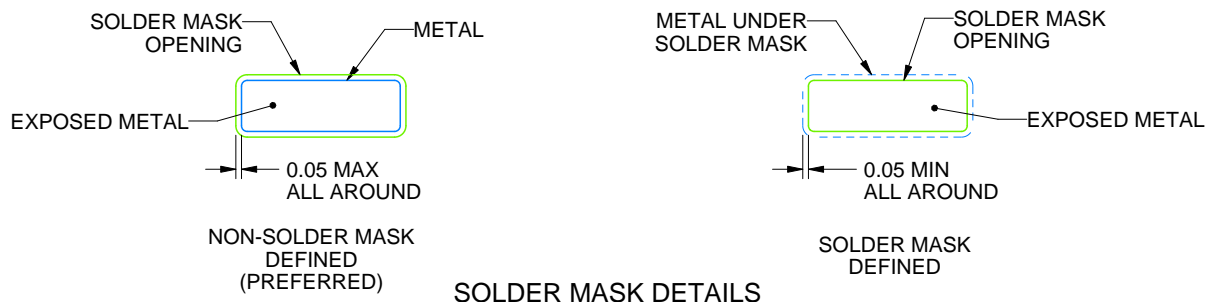 SOLDER MASK
OPENING
METAL
EXPOSED METAL
0.05 MAX
ALL AROUND
NON-SOLDER MASK
DEFINED
(PREFERRED)
METAL UNDER
SOLDER MASK
SOLDER MASK
OPENING
EXPOSED METAL
0.05 MIN
ALL AROUND
SOLDER MASK
DEFINED
SOLDER MASK DETAILS